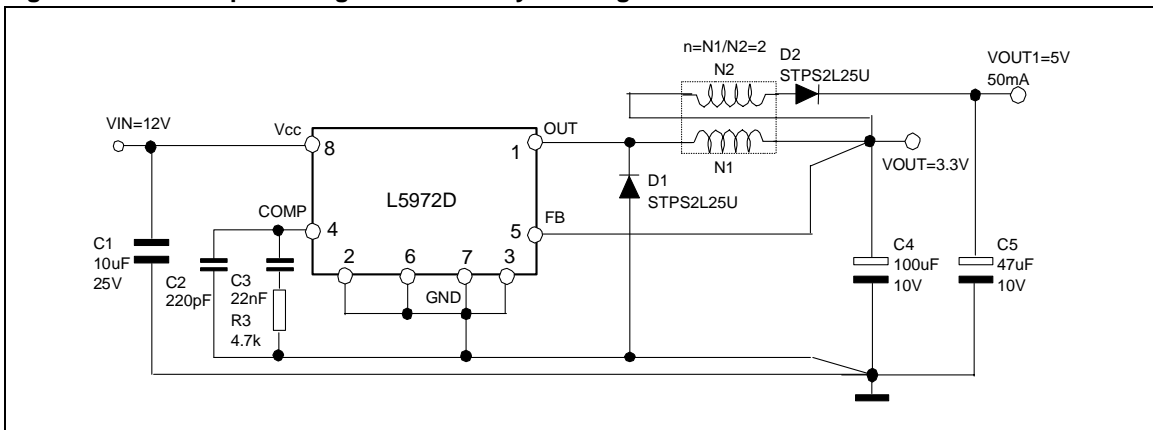 n=N1/N2=2
N2
D2
STPS2L25U
VOUT1=5V
50mA
VIN=12V
Vcc
8
1
OUT
N1
VOUT=3.3V
L5972D
D1
STPS2L25U
COMP
4
5
FB
2
6
7
3
GND
C1
10uF
25V
C2
220pF
C3
22nF
R3
4.7k
C4
100uF
10V
C5
47uF
10V